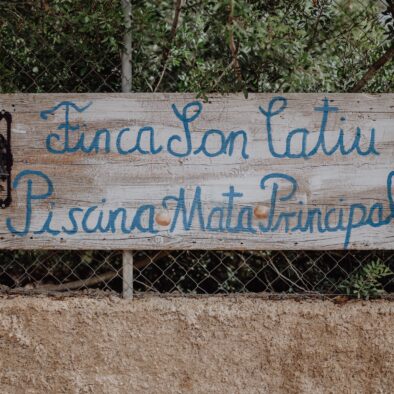 Finca Son Catiu
Piscina Mata Principal